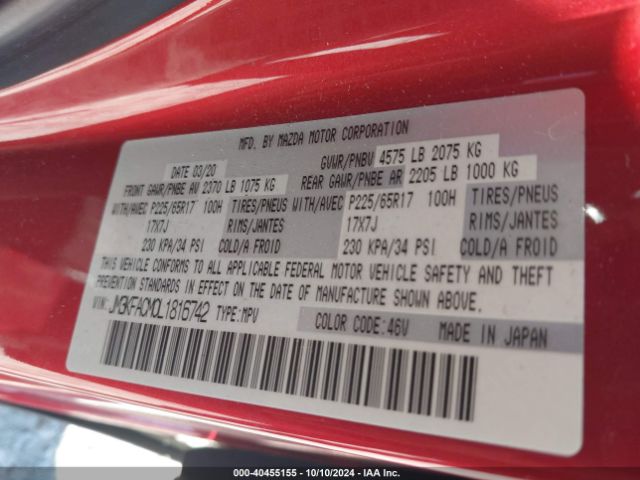 MFD. BY MAZDA MOTOR CORPORATION
DATE 03/20 GVWR/PNBV 4575 LB 2075 KG
FRONT GAWR/PNBE AV 2370 LB 1075 KG REAR GAWR/PNBE AR 2205 LB 1000 KG
WITH/AVEC P225/65R17 100H TIRES/PNEUS WITH/AVEC P225/65R17 100H TIRES/PNEUS
17X7J RIMS/JANTES 17X7J RIMS/JANTES
230 KPA/34 PSI COLD/A FROID 230 KPA/34 PSI COLD/A FROID
THIS VEHICLE CONFORMS TO ALL APPLICABLE FEDERAL MOTOR VEHICLE SAFETY AND THEFT
PREVENTION STANDARDS IN EFFECT ON THE DATE OF MANUFACTURE SHOWN ABOVE.
VIN: JM3KFACM0L1816742 TYPE:MPV
COLOR CODE:46V MADE IN JAPAN
000-40455155 - 10/10/2024 - IAAI.com